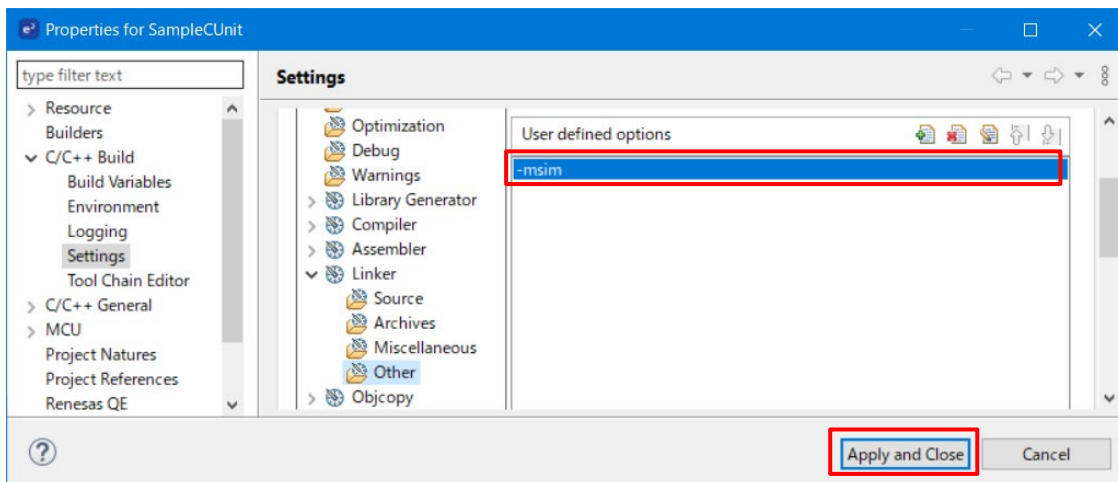 e² Properties for SampleCUnit
type filter text
Resource
Builders
C/C++ Build
Build Variables
Environment
Logging
Settings
Tool Chain Editor
C/C++ General
MCU
Project Natures
Project References
Renesas QE
Settings
Optimization
Debug
Warnings
Library Generator
Compiler
Assembler
Linker
Source
Archives
Miscellaneous
Other
Objcopy
User defined options
-msim
?
Apply and Close
Cancel